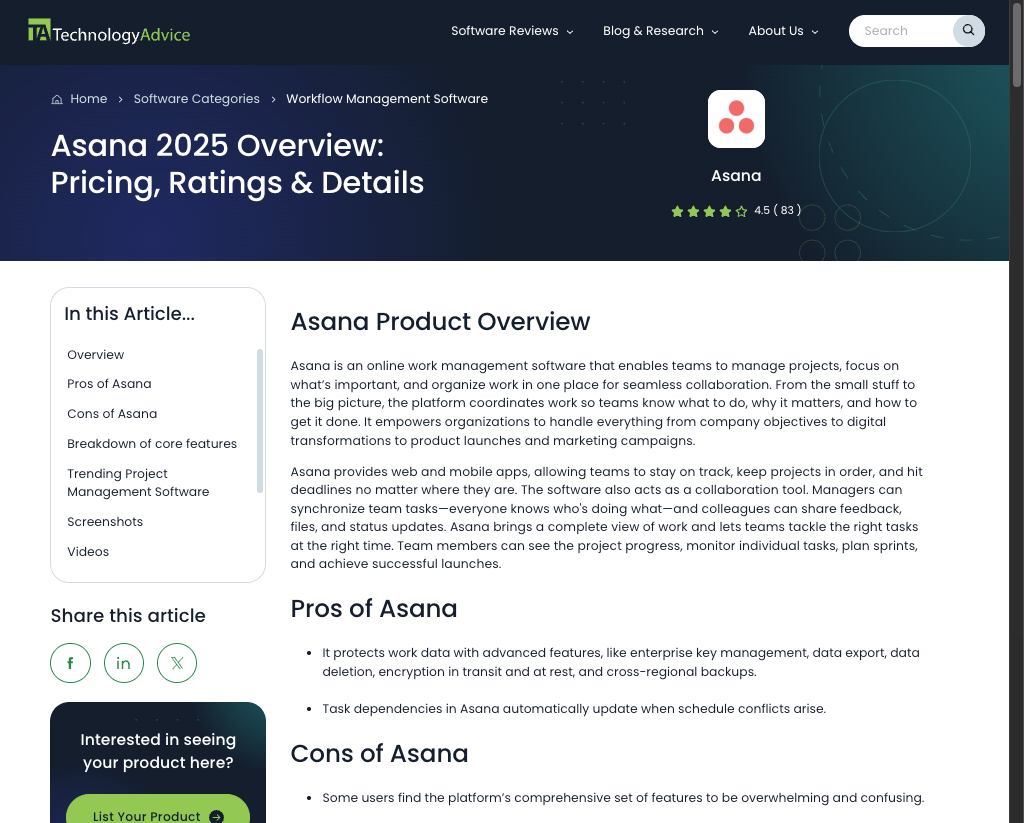 TechnologyAdvice
Software Reviews
Blog & Research
About Us
Search
Home
Software Categories
Workflow Management Software
Asana 2025 Overview:
Pricing, Ratings & Details
Asana
4.5 ( 83 )
In this Article...
Overview
Pros of Asana
Cons of Asana
Breakdown of core features
Trending Project
Management Software
Screenshots
Videos
Share this article
Interested in seeing
your product here?
List Your Product
Asana Product Overview
Asana is an online work management software that enables teams to manage projects, focus on
what’s important, and organize work in one place for seamless collaboration. From the small stuff to
the big picture, the platform coordinates work so teams know what to do, why it matters, and how to
get it done. It empowers organizations to handle everything from company objectives to digital
transformations to product launches and marketing campaigns.
Asana provides web and mobile apps, allowing teams to stay on track, keep projects in order, and hit
deadlines no matter where they are. The software also acts as a collaboration tool. Managers can
synchronize team tasks—everyone knows who's doing what—and colleagues can share feedback,
files, and status updates. Asana brings a complete view of work and lets teams tackle the right tasks
at the right time. Team members can see the project progress, monitor individual tasks, plan sprints,
and achieve successful launches.
Pros of Asana
It protects work data with advanced features, like enterprise key management, data export, data
deletion, encryption in transit and at rest, and cross-regional backups.
Task dependencies in Asana automatically update when schedule conflicts arise.
Cons of Asana
Some users find the platform’s comprehensive set of features to be overwhelming and confusing.